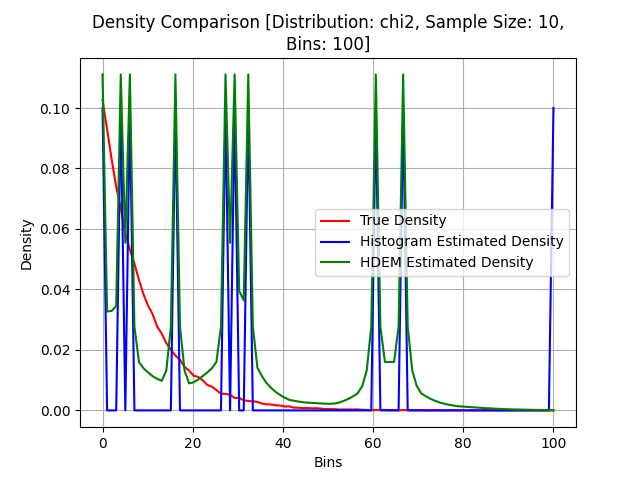 Density Comparison [Distribution: chi2, Sample Size: 10,
Bins: 100]
Density
0.10
0.08
0.06
0.04
0.02
0.00
True Density
Histogram Estimated Density
HDEM Estimated Density
0 20 40 60 80 100
Bins